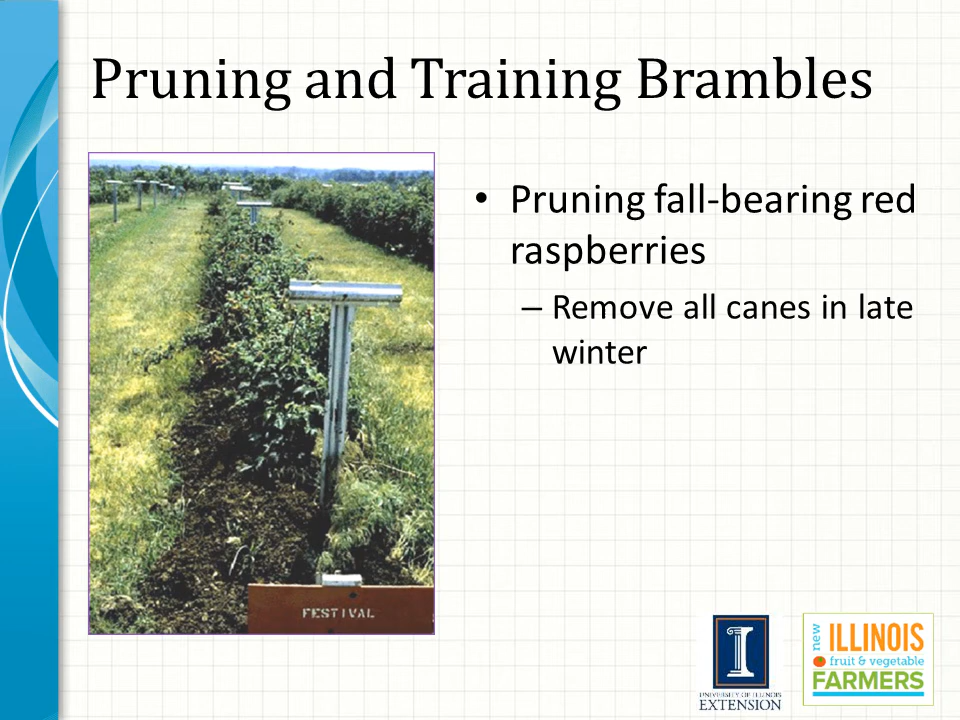 Pruning and Training Brambles
• Pruning fall-bearing red
raspberries
– Remove all canes in late
winter
FESTIVAL
I
UNIVERSITY OF ILLINOIS
EXTENSION
new
ILLINOIS
fruit & vegetable
FARMERS